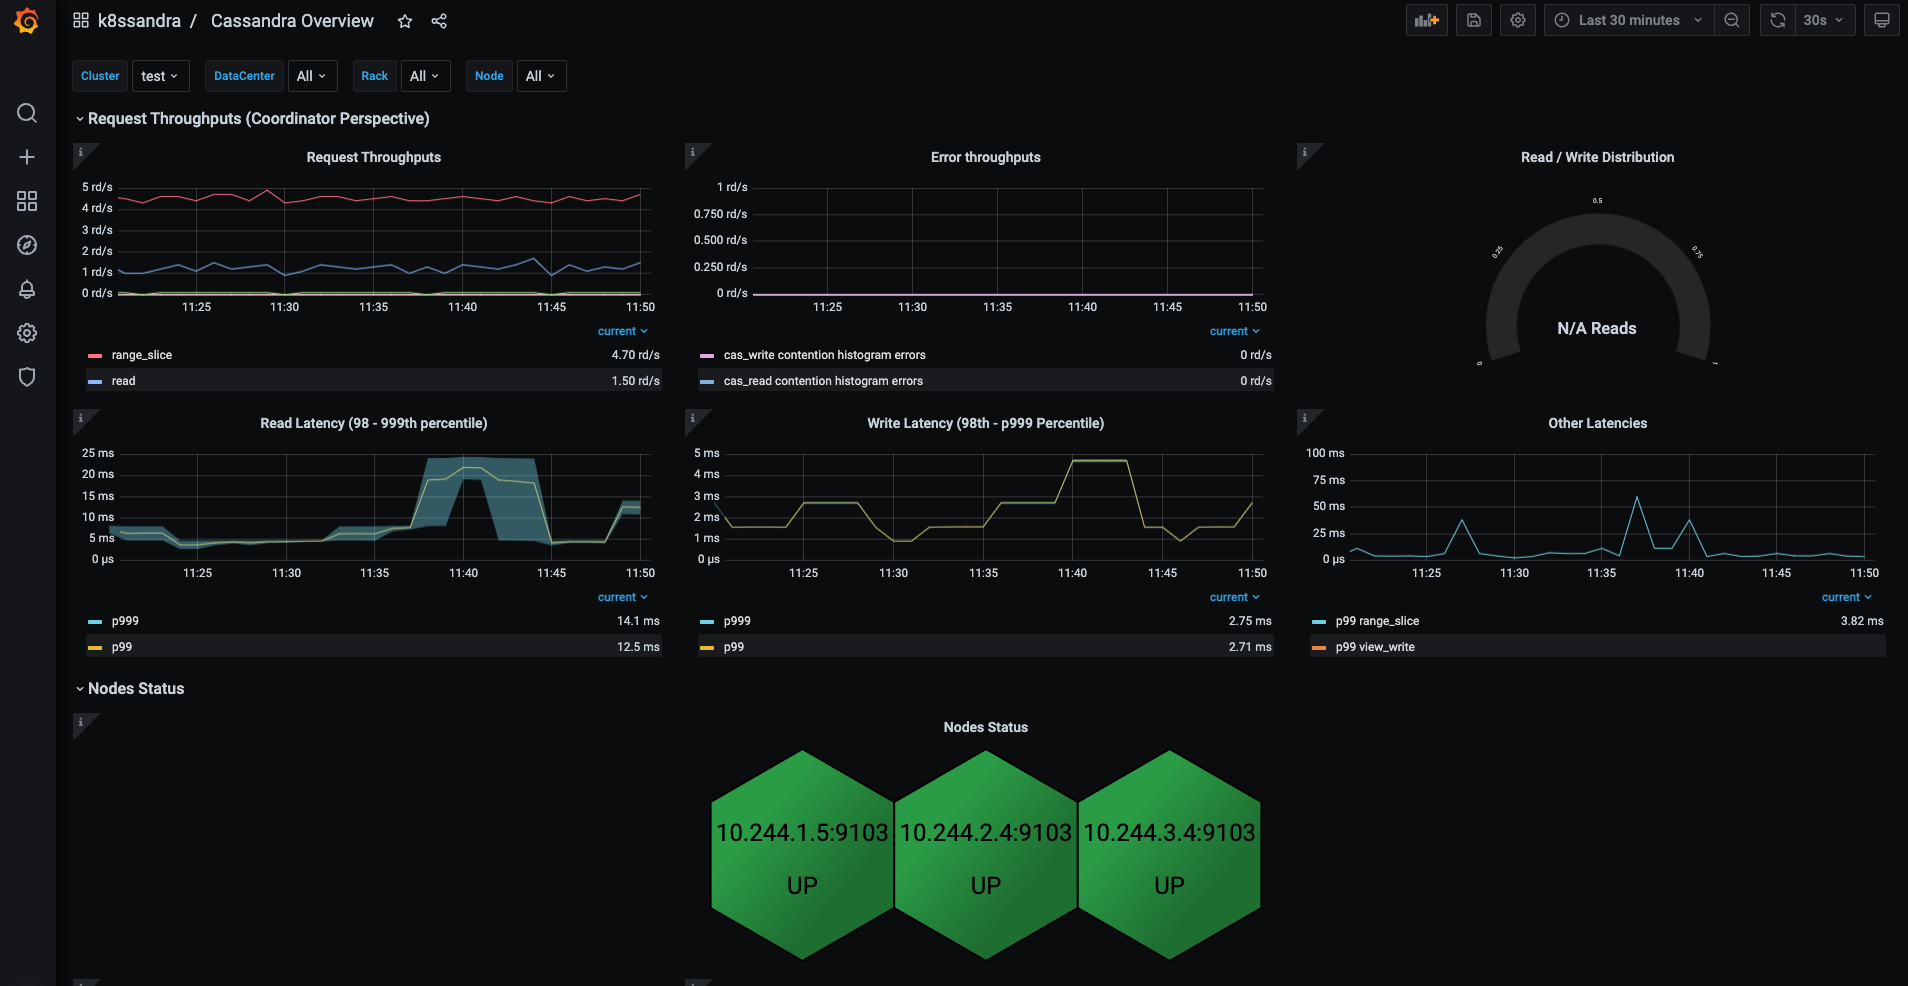 k8ssandra / Cassandra Overview
Last 30 minutes
30s
Cluster test DataCenter All Rack All Node All
Request Throughputs (Coordinator Perspective)
Request Throughputs
5 rd/s
4 rd/s
3 rd/s
2 rd/s
1 rd/s
0 rd/s
11:25 11:30 11:35 11:40 11:45 11:50
current
range_slice 4.70 rd/s
read 1.50 rd/s
Error throughputs
1 rd/s
0.750 rd/s
0.500 rd/s
0.250 rd/s
0 rd/s
11:25 11:30 11:35 11:40 11:45 11:50
current
cas_write contention histogram errors 0 rd/s
cas_read contention histogram errors 0 rd/s
Read / Write Distribution
0.5
0.25 0.75
N/A Reads
0 1
Read Latency (98 - 999th percentile)
25 ms
20 ms
15 ms
10 ms
5 ms
0 µs
11:25 11:30 11:35 11:40 11:45 11:50
current
p999 14.1 ms
p99 12.5 ms
Write Latency (98th - p999 Percentile)
5 ms
4 ms
3 ms
2 ms
1 ms
0 µs
11:25 11:30 11:35 11:40 11:45 11:50
current
p999 2.75 ms
p99 2.71 ms
Other Latencies
100 ms
75 ms
50 ms
25 ms
0 µs
11:25 11:30 11:35 11:40 11:45 11:50
current
p99 range_slice 3.82 ms
p99 view_write
Nodes Status
Nodes Status
10.244.1.5:9103 10.244.2.4:9103 10.244.3.4:9103
UP UP UP